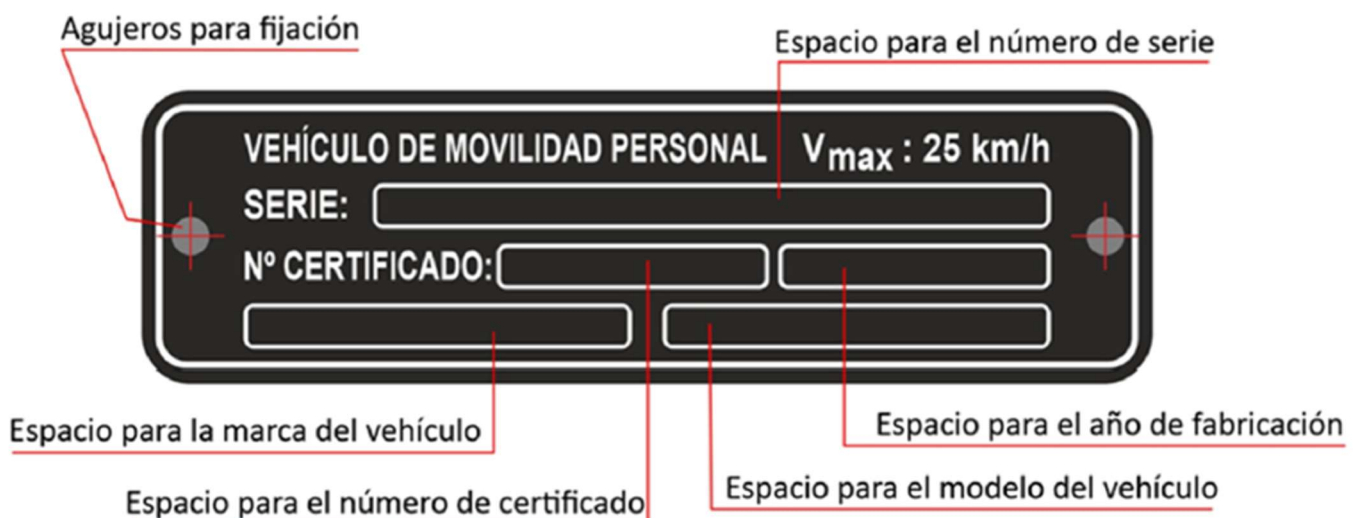 Agujeros para fijación
Espacio para el número de serie
VEHÍCULO DE MOVILIDAD PERSONAL Vmax : 25 km/h
SERIE:
Nº CERTIFICADO:
Espacio para la marca del vehículo
Espacio para el año de fabricación
Espacio para el número de certificado
Espacio para el modelo del vehículo